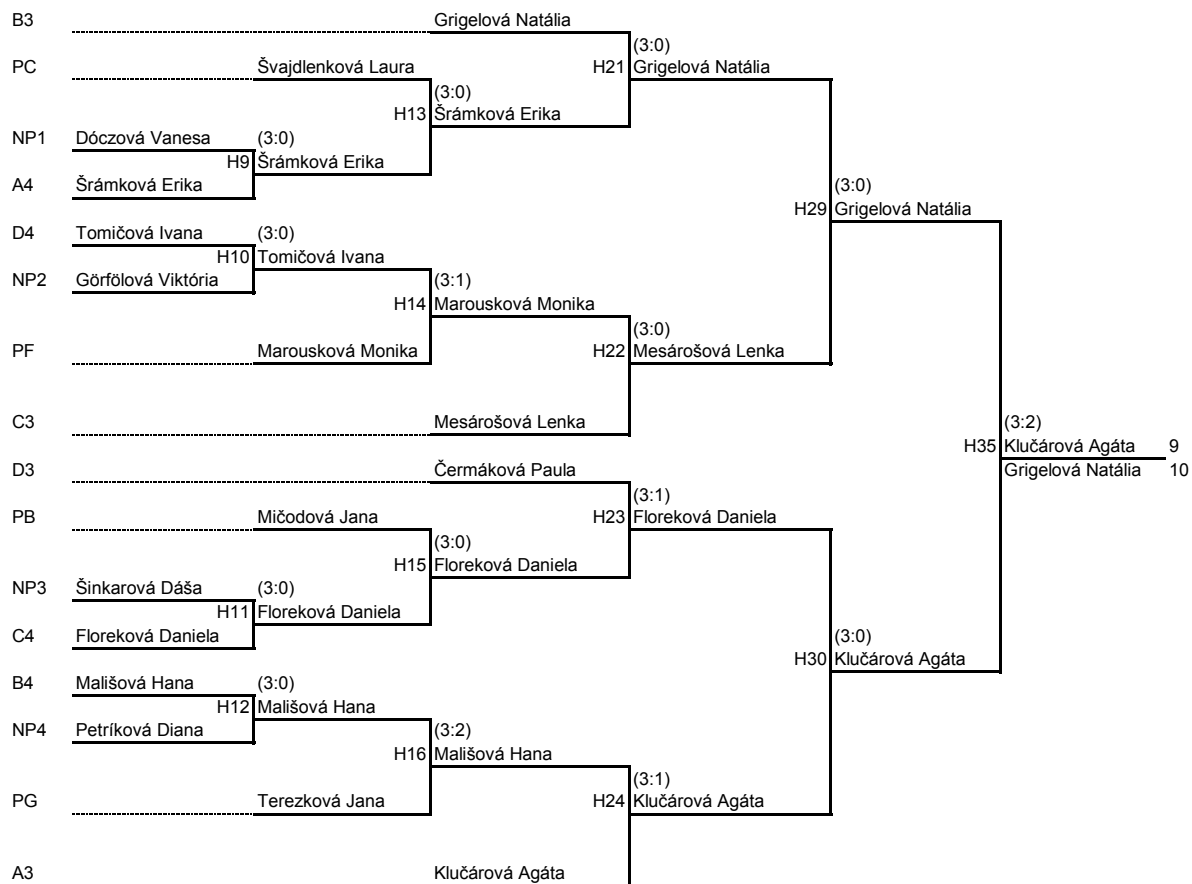 B3 Grigelová Natália
(3:0)
PC Švajdlenková Laura H21 Grigelová Natália
(3:0)
H13 Šrámková Erika
NP1 Dóczová Vanesa (3:0)
H9 Šrámková Erika
A4 Šrámková Erika (3:0)
H29 Grigelová Natália
D4 Tomičová Ivana (3:0)
H10 Tomičová Ivana
NP2 Görfölová Viktória (3:1)
H14 Marousková Monika
(3:0)
PF Marousková Monika H22 Mesárošová Lenka
C3 Mesárošová Lenka (3:2)
H35 Klučárová Agáta 9
D3 Čermáková Paula Grigelová Natália 10
(3:1)
PB Mičodová Jana H23 Floreková Daniela
(3:0)
H15 Floreková Daniela
NP3 Šinkarová Dáša (3:0)
H11 Floreková Daniela
C4 Floreková Daniela (3:0)
H30 Klučárová Agáta
B4 Mališová Hana (3:0)
H12 Mališová Hana
NP4 Petríková Diana (3:2)
H16 Mališová Hana
(3:1)
PG Terezková Jana H24 Klučárová Agáta
A3 Klučárová Agáta